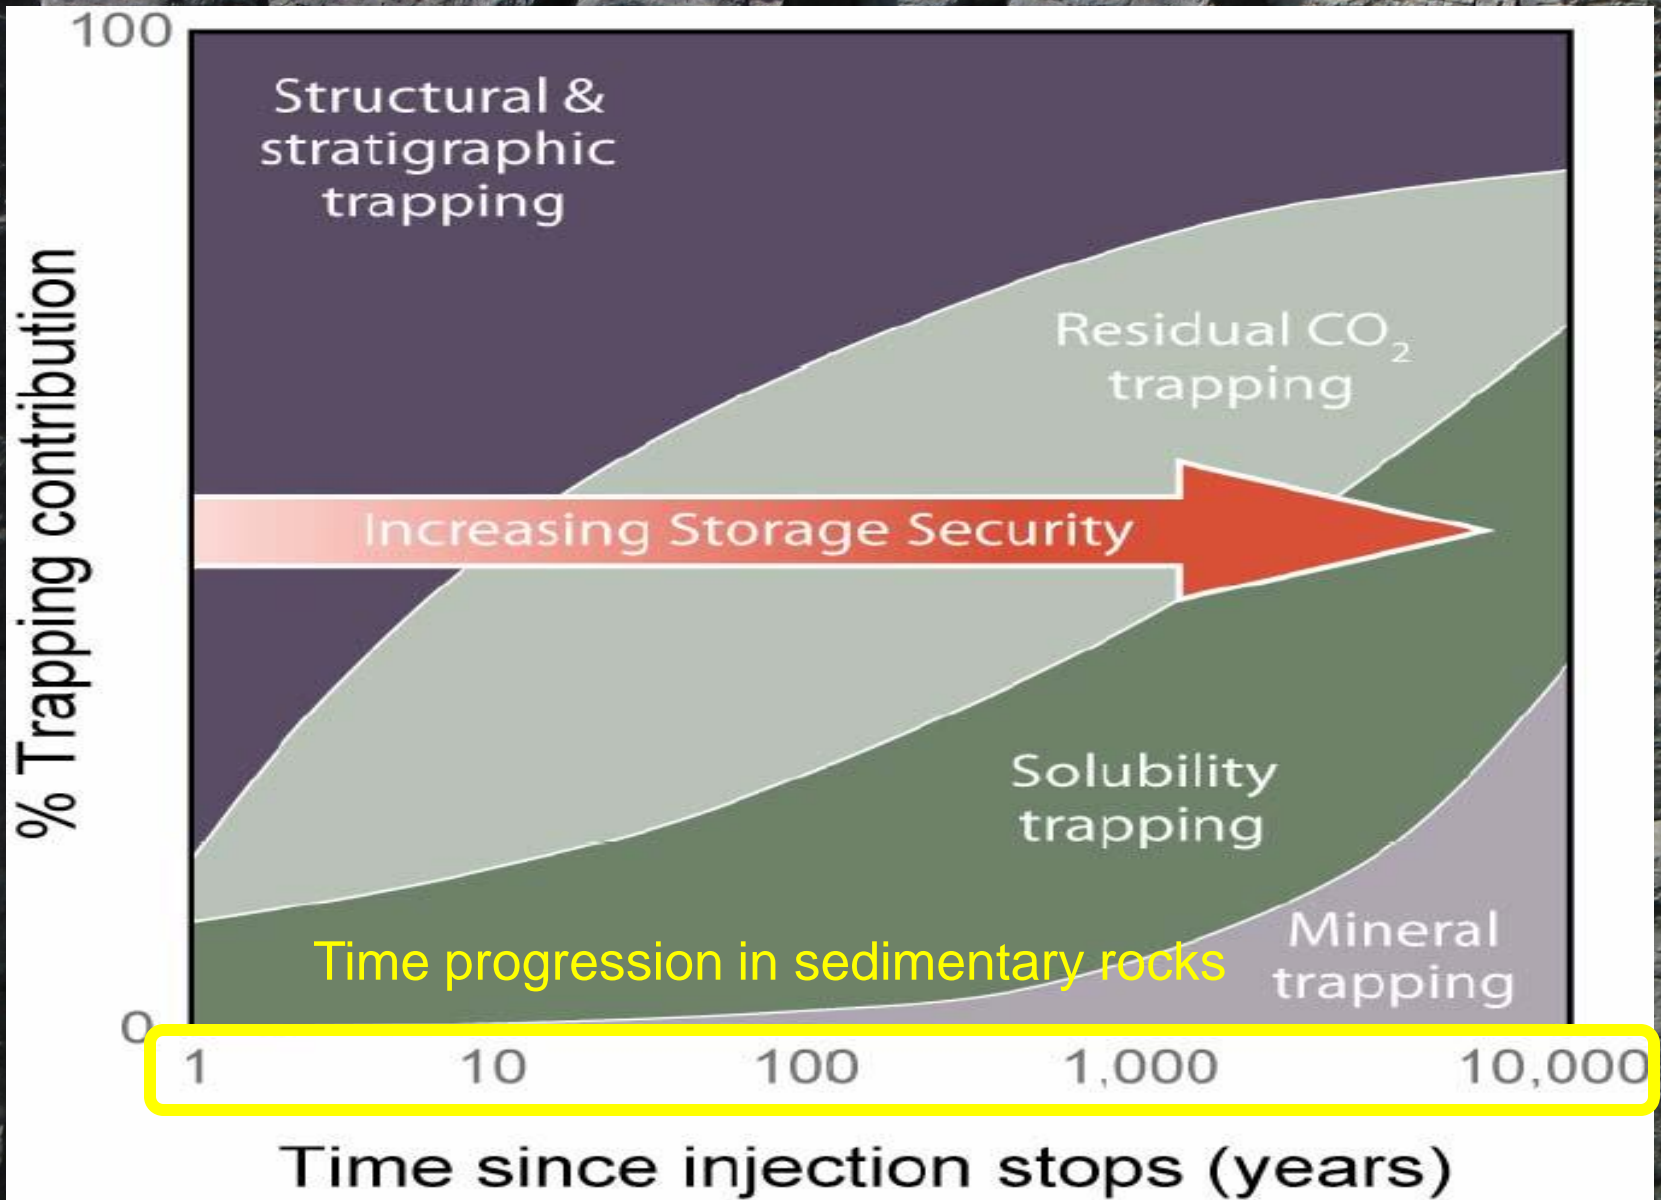 100
Structural &
stratigraphic
trapping
Residual CO₂
trapping
Increasing Storage Security
Solubility
trapping
Mineral
trapping
Time progression in sedimentary rocks
% Trapping contribution
0
1 10 100 1,000 10,000
Time since injection stops (years)